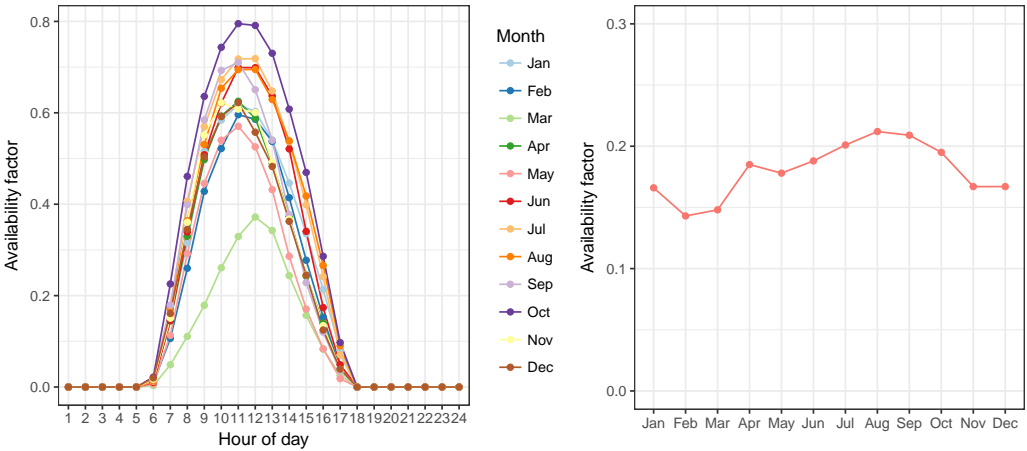 0.8
0.6
0.4
0.2
0.0
Availability factor
1 2 3 4 5 6 7 8 9 10 11 12 13 14 15 16 17 18 19 20 21 22 23 24
Hour of day
Month
Jan
Feb
Mar
Apr
May
Jun
Jul
Aug
Sep
Oct
Nov
Dec
0.3
0.2
0.1
0.0
Availability factor
Jan Feb Mar Apr May Jun Jul Aug Sep Oct Nov Dec